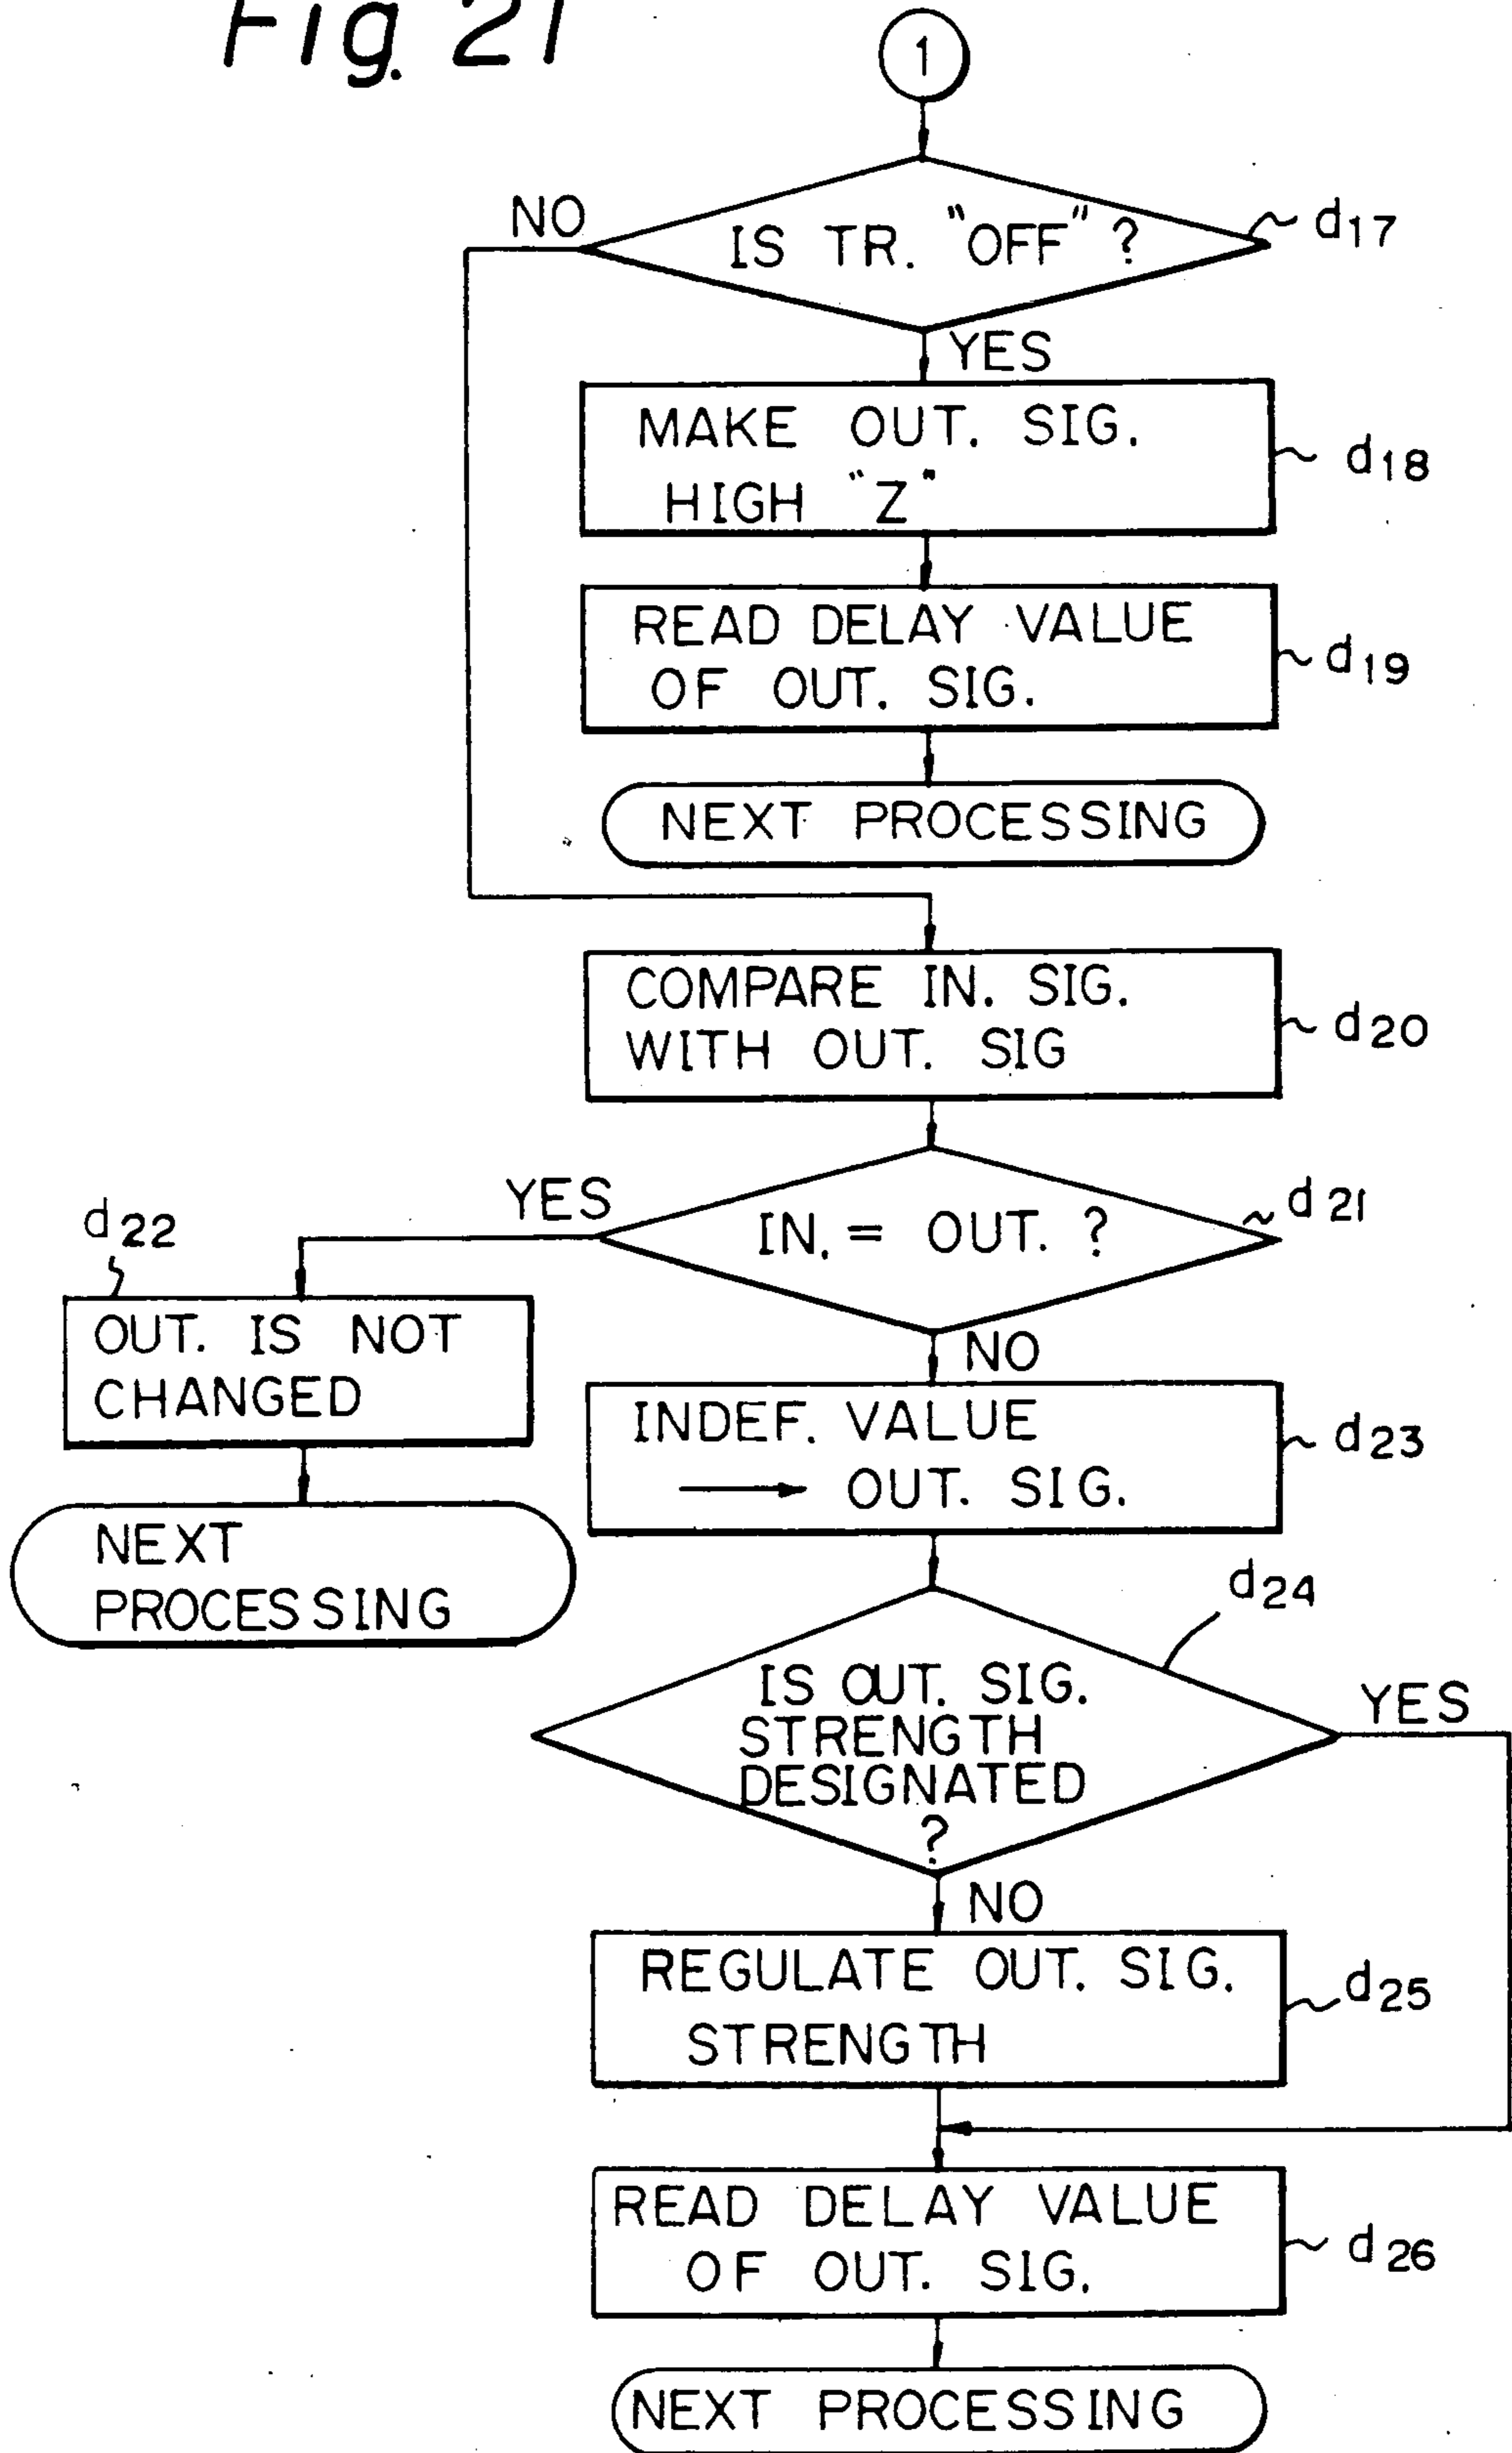 Fig. 21
1
NO
IS TR. "OFF" ?
d17
YES
MAKE OUT. SIG.
HIGH "Z"
d18
READ DELAY VALUE
OF OUT. SIG.
d19
NEXT PROCESSING
COMPARE IN. SIG.
WITH OUT. SIG
d20
YES
IN. = OUT. ?
d21
d22
OUT. IS NOT
CHANGED
NO
INDEF. VALUE
→ OUT. SIG.
d23
NEXT
PROCESSING
d24
IS OUT. SIG.
STRENGTH
DESIGNATED
?
YES
NO
REGULATE OUT. SIG.
STRENGTH
d25
READ DELAY VALUE
OF OUT. SIG.
d26
NEXT PROCESSING